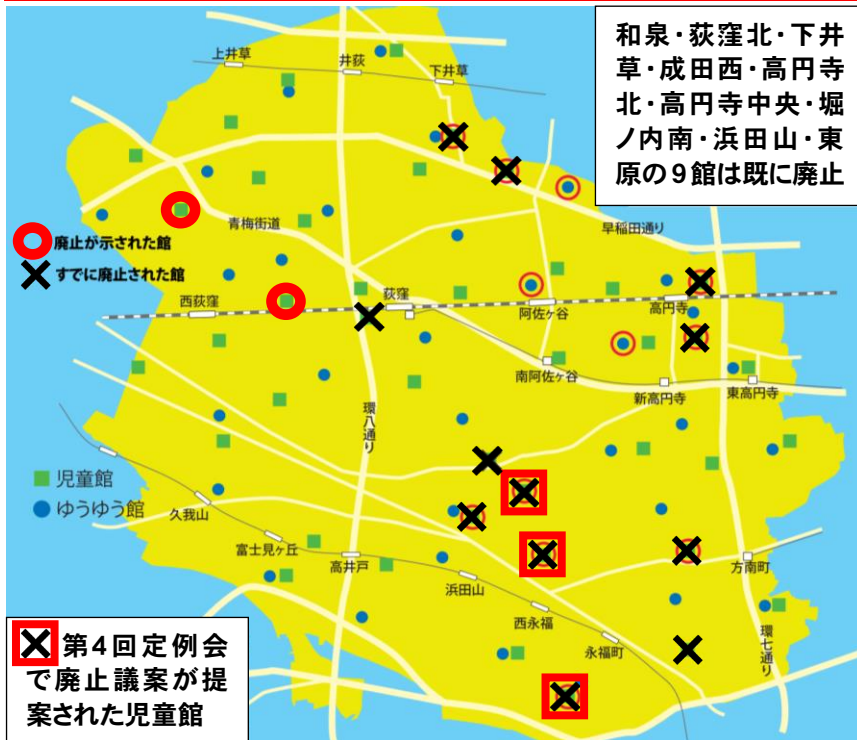 和泉・荻窪北・下井
草・成田西・高円寺
北・高円寺中央・堀
ノ内南・浜田山・東
原の9館は既に廃止
上井草
井荻
下井草
早稲田通り
青梅街道
廃止が示された館
すでに廃止された館
西荻窪
荻窪
阿佐ヶ谷
高円寺
南阿佐ヶ谷
新高円寺
東高円寺
環八通り
児童館
ゆうゆう館
久我山
富士見ヶ丘
高井戸
浜田山
西永福
永福町
方南町
環七通り
第4回定例会
で廃止議案が提
案された児童館